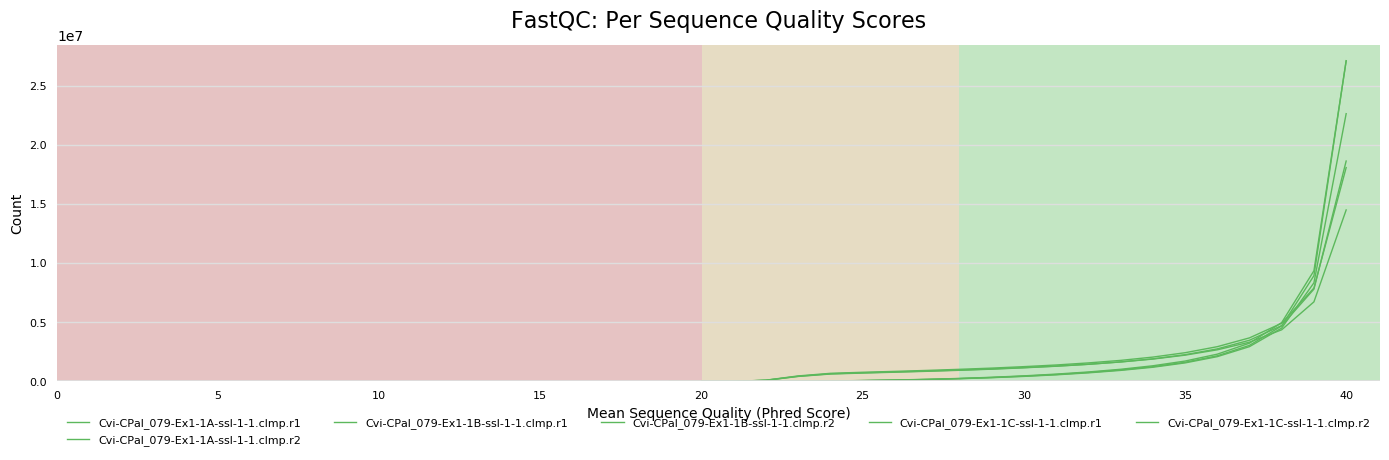 FastQC: Per Sequence Quality Scores
1e7
2.5
2.0
1.5
1.0
0.5
0.0
Count
0 5 10 15 20 25 30 35 40
Mean Sequence Quality (Phred Score)
Cvi-CPal_079-Ex1-1A-ssl-1-1.clmp.r1 Cvi-CPal_079-Ex1-1B-ssl-1-1.clmp.r1 Cvi-CPal_079-Ex1-1B-ssl-1-1.clmp.r2 Cvi-CPal_079-Ex1-1C-ssl-1-1.clmp.r1 Cvi-CPal_079-Ex1-1C-ssl-1-1.clmp.r2
Cvi-CPal_079-Ex1-1A-ssl-1-1.clmp.r2